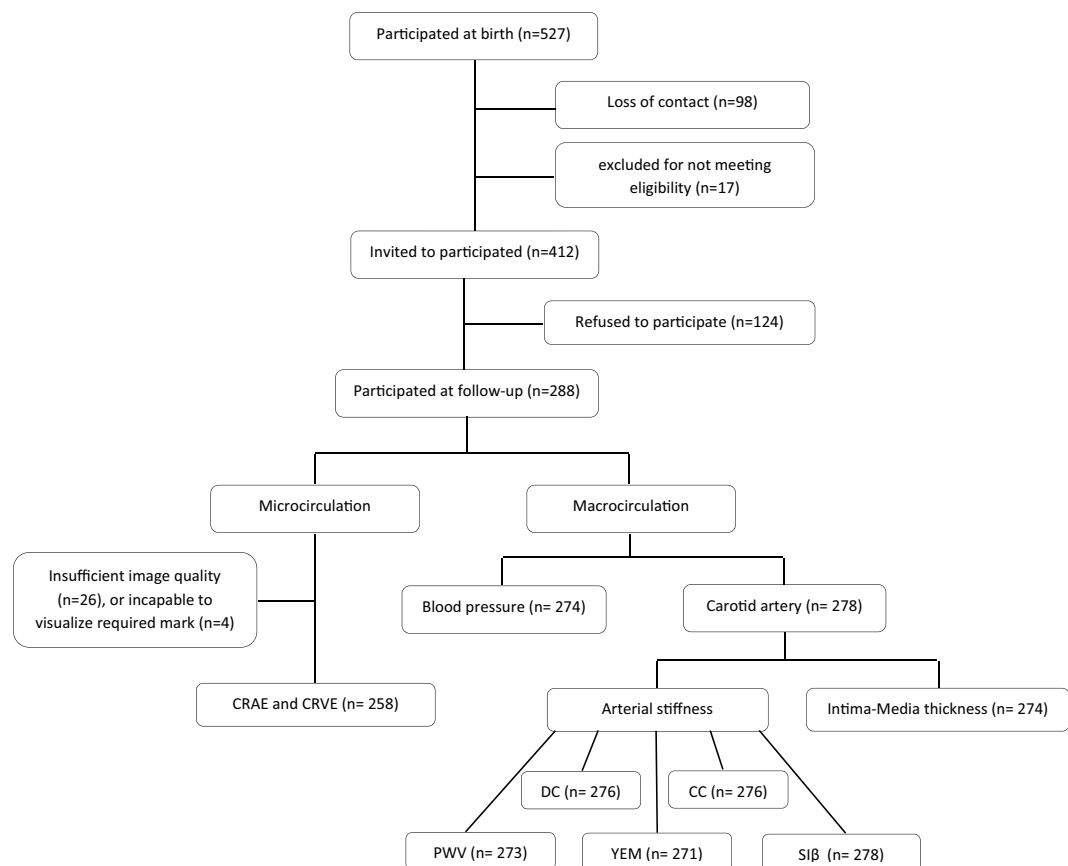 Participated at birth (n=527)
Loss of contact (n=98)
excluded for not meeting
eligibility (n=17)
Invited to participated (n=412)
Refused to participate (n=124)
Participated at follow-up (n=288)
Microcirculation
Macrocirculation
Insufficient image quality
(n=26), or incapable to
visualize required mark (n=4)
Blood pressure (n= 274)
Carotid artery (n= 278)
CRAE and CRVE (n= 258)
Arterial stiffness
Intima-Media thickness (n= 274)
DC (n= 276)
CC (n= 276)
PWV (n= 273)
YEM (n= 271)
SIβ (n= 278)